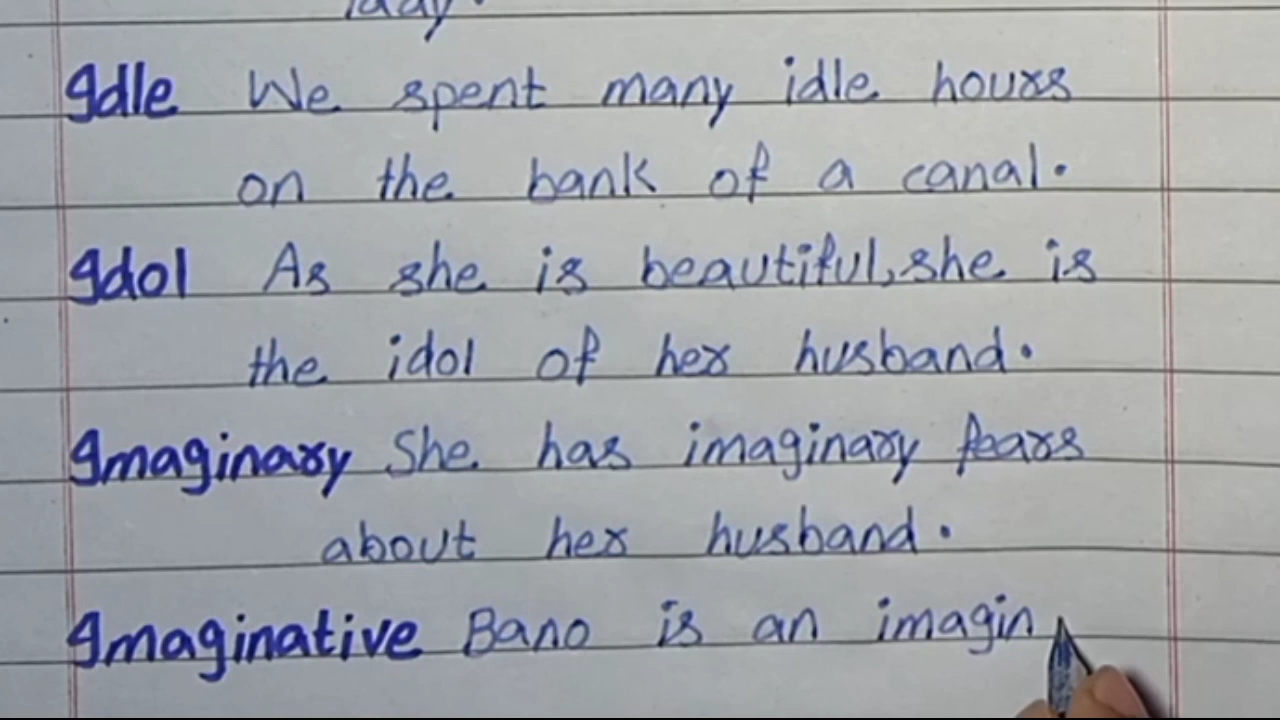 lady.
Idle We spent many idle hours
on the bank of a canal.
Idol As she is beautiful, she is
the idol of her husband.
Imaginary She has imaginary fears
about her husband.
Imaginative Bano is an imagin